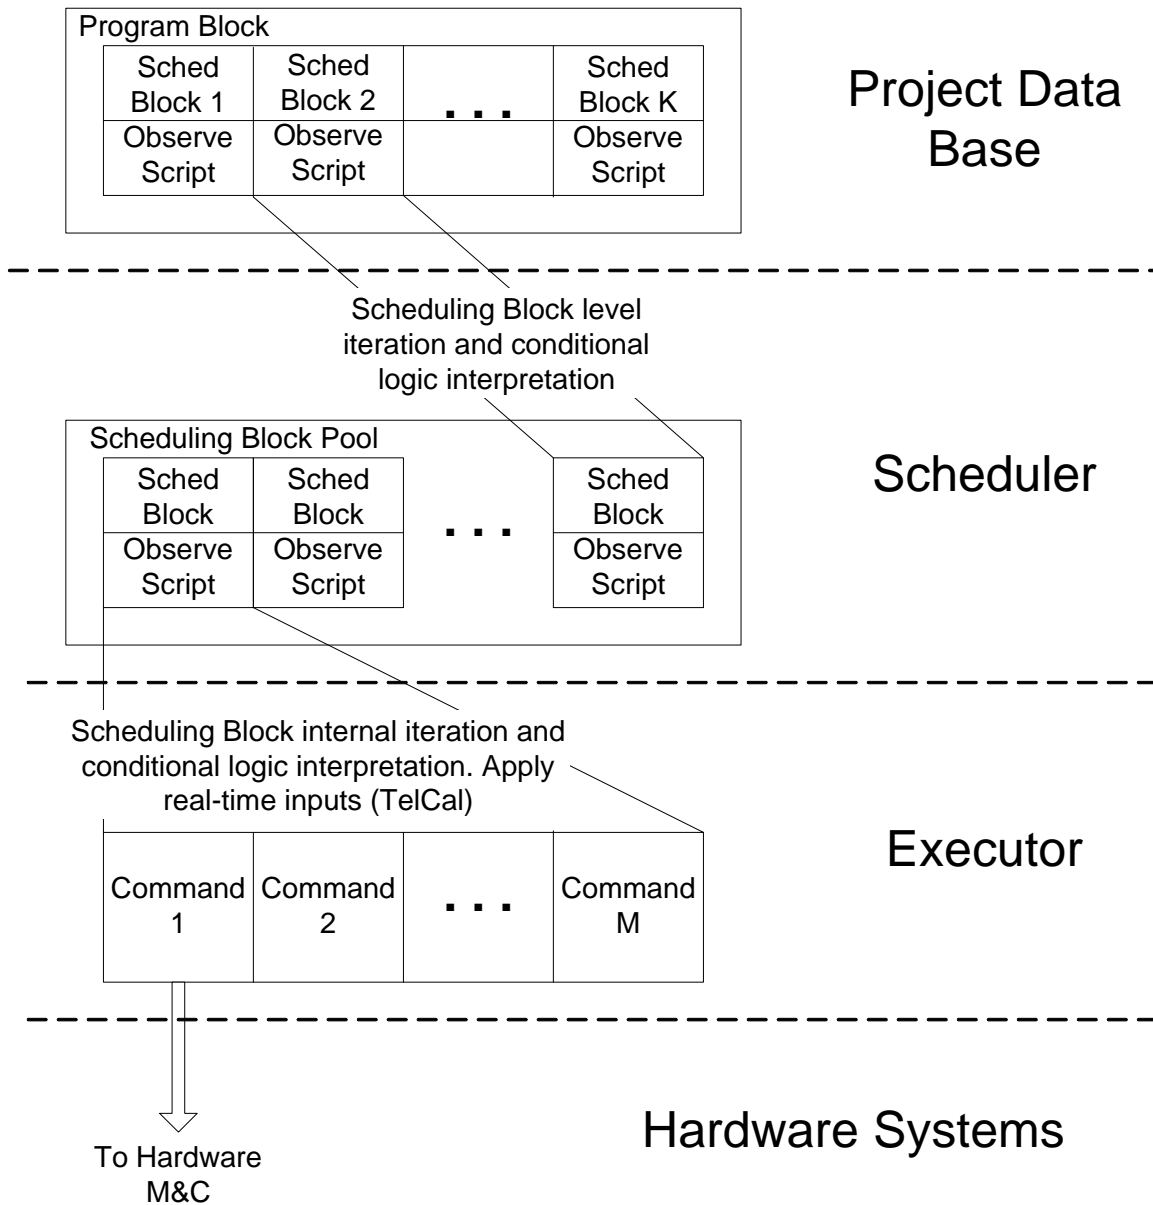 Program Block
Sched
Block 1
Sched
Block 2
. . .
Sched
Block K
Observe
Script
Observe
Script
Observe
Script
Project Data
Base
Scheduling Block level
iteration and conditional
logic interpretation
Scheduling Block Pool
Sched
Block
Sched
Block
. . .
Sched
Block
Observe
Script
Observe
Script
Observe
Script
Scheduler
Scheduling Block internal iteration and
conditional logic interpretation. Apply
real-time inputs (TelCal)
Command
1
Command
2
. . .
Command
M
Executor
To Hardware
M&C
Hardware Systems